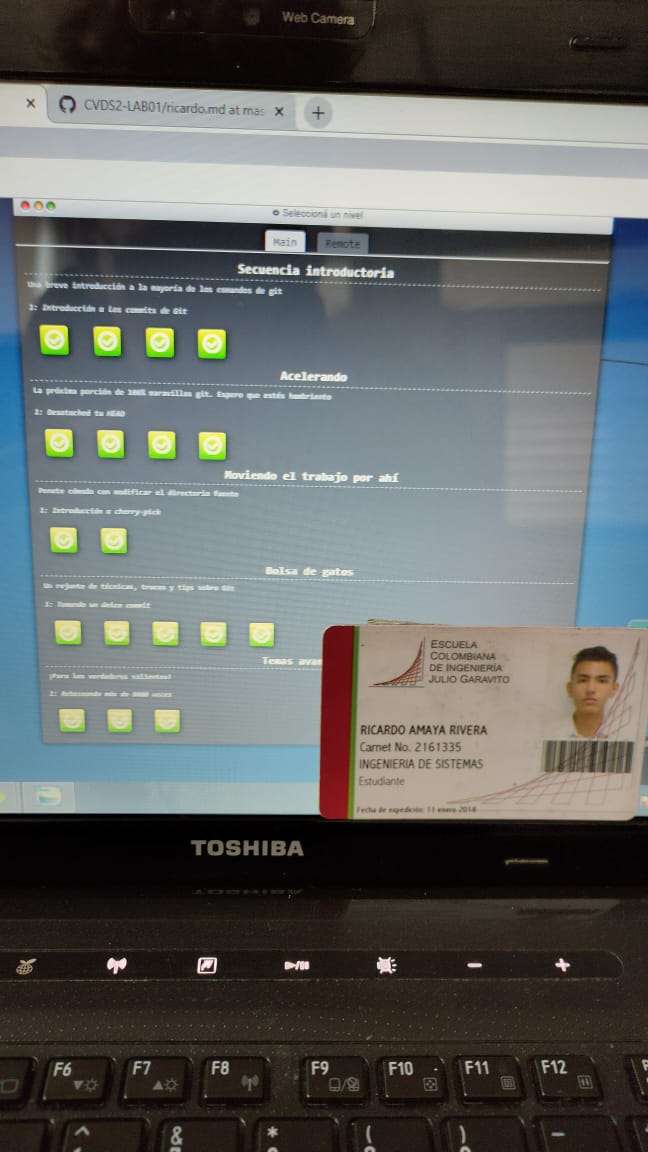 Web Camera
CVDS2-LAB01/ricardo.md at mas
Seleccioná un nivel
Main
Remote
Secuencia introductoria
Una breve introducción a la mayoría de los comandos de git
1: Introducción a los commits de Git
Acelerando
La próxima porción de 100% maravillas git. Espero que estés hambriento
1: Desatacheá tu HEAD
Moviendo el trabajo por ahí
Ponete cómodo con modificar el directorio fuente
1: Introducción a cherry-pick
Bolsa de gatos
Un rejunte de técnicas, trucos y tips sobre Git
1: Tomando un único commit
Temas avan
¡Para los verdaderos valientes!
1: Rebaseando más de 9000 veces
ESCUELA
COLOMBIANA
DE INGENIERÍA
JULIO GARAVITO
RICARDO AMAYA RIVERA
Carnet No. 2161335
INGENIERIA DE SISTEMAS
Estudiante
Fecha de expedición: 11-enero-2018
TOSHIBA
F6
F7
F8
F9
F10
F11
F12
^
&
*
(
)